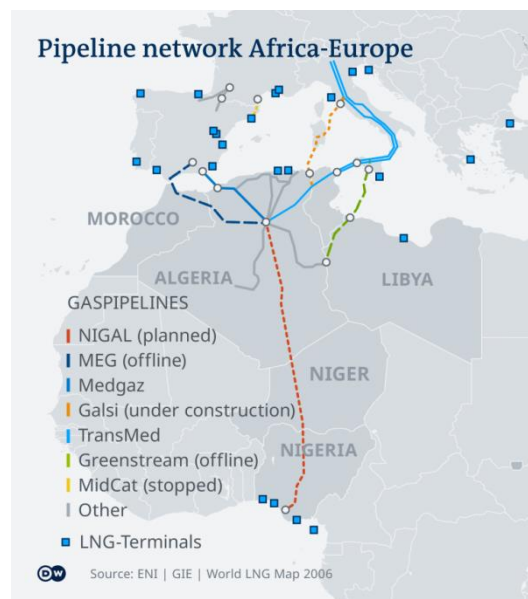 Pipeline network Africa-Europe
MOROCCO
ALGERIA
LIBYA
GASPIPELINES
NIGAL (planned)
MEG (offline)
NIGER
Medgaz
Galsi (under construction)
TransMed
NIGERIA
Greenstream (offline)
MidCat (stopped)
Other
LNG-Terminals
DW Source: ENI | GIE | World LNG Map 2006